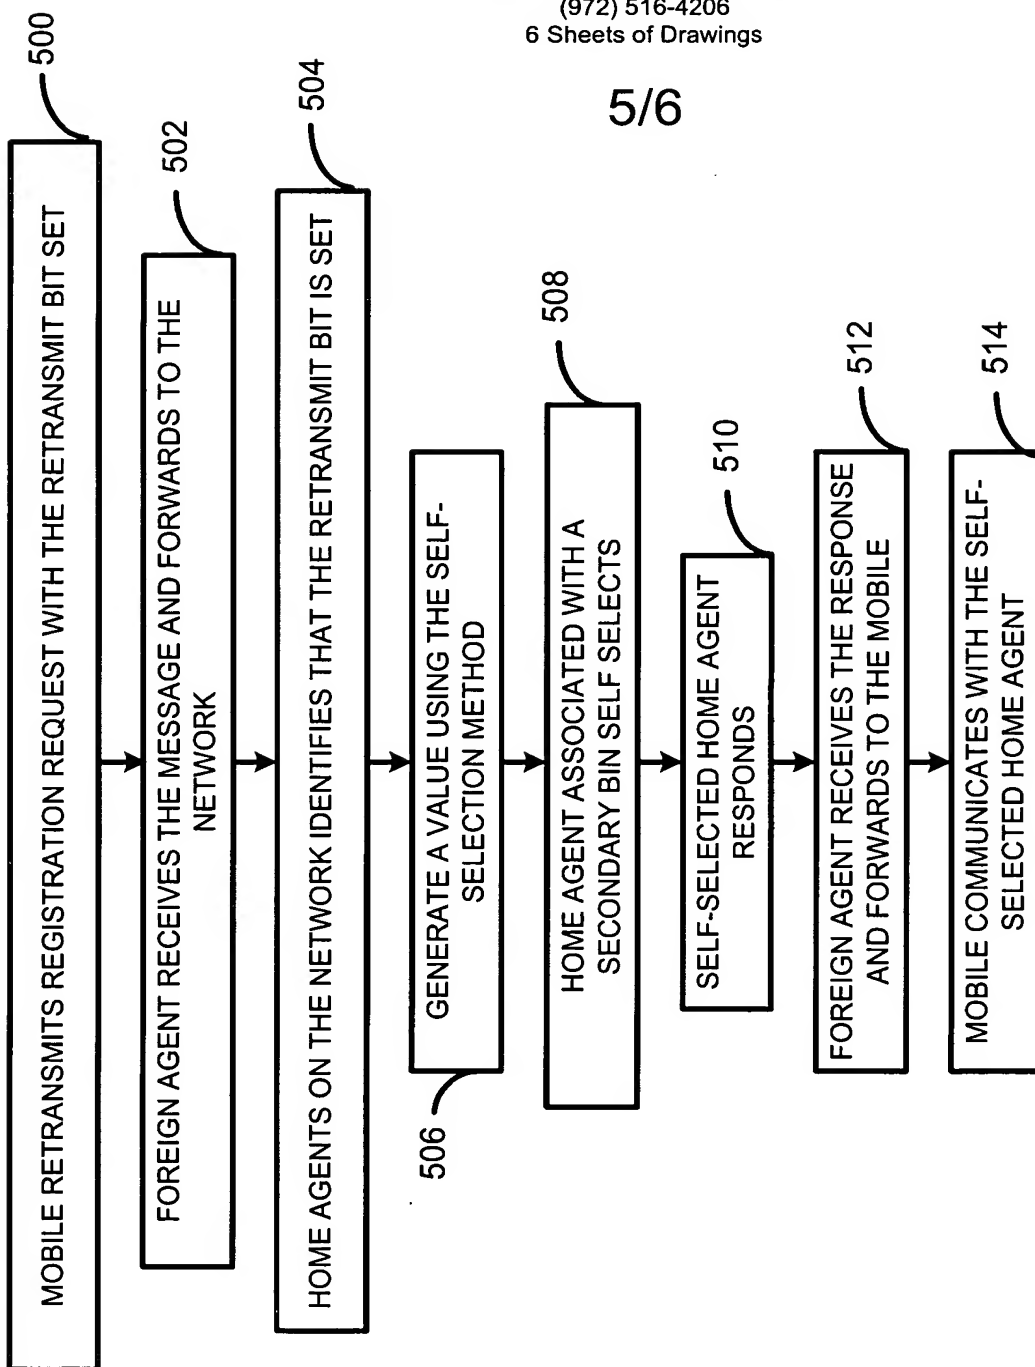 (972) 516-4206
6 Sheets of Drawings
5/6
MOBILE RETRANSMITS REGISTRATION REQUEST WITH THE RETRANSMIT BIT SET
500
FOREIGN AGENT RECEIVES THE MESSAGE AND FORWARDS TO THE
NETWORK
502
HOME AGENTS ON THE NETWORK IDENTIFIES THAT THE RETRANSMIT BIT IS SET
504
GENERATE A VALUE USING THE SELF-
SELECTION METHOD
506
HOME AGENT ASSOCIATED WITH A
SECONDARY BIN SELF SELECTS
508
SELF-SELECTED HOME AGENT
RESPONDS
510
FOREIGN AGENT RECEIVES THE RESPONSE
AND FORWARDS TO THE MOBILE
512
MOBILE COMMUNICATES WITH THE SELF-
SELECTED HOME AGENT
514